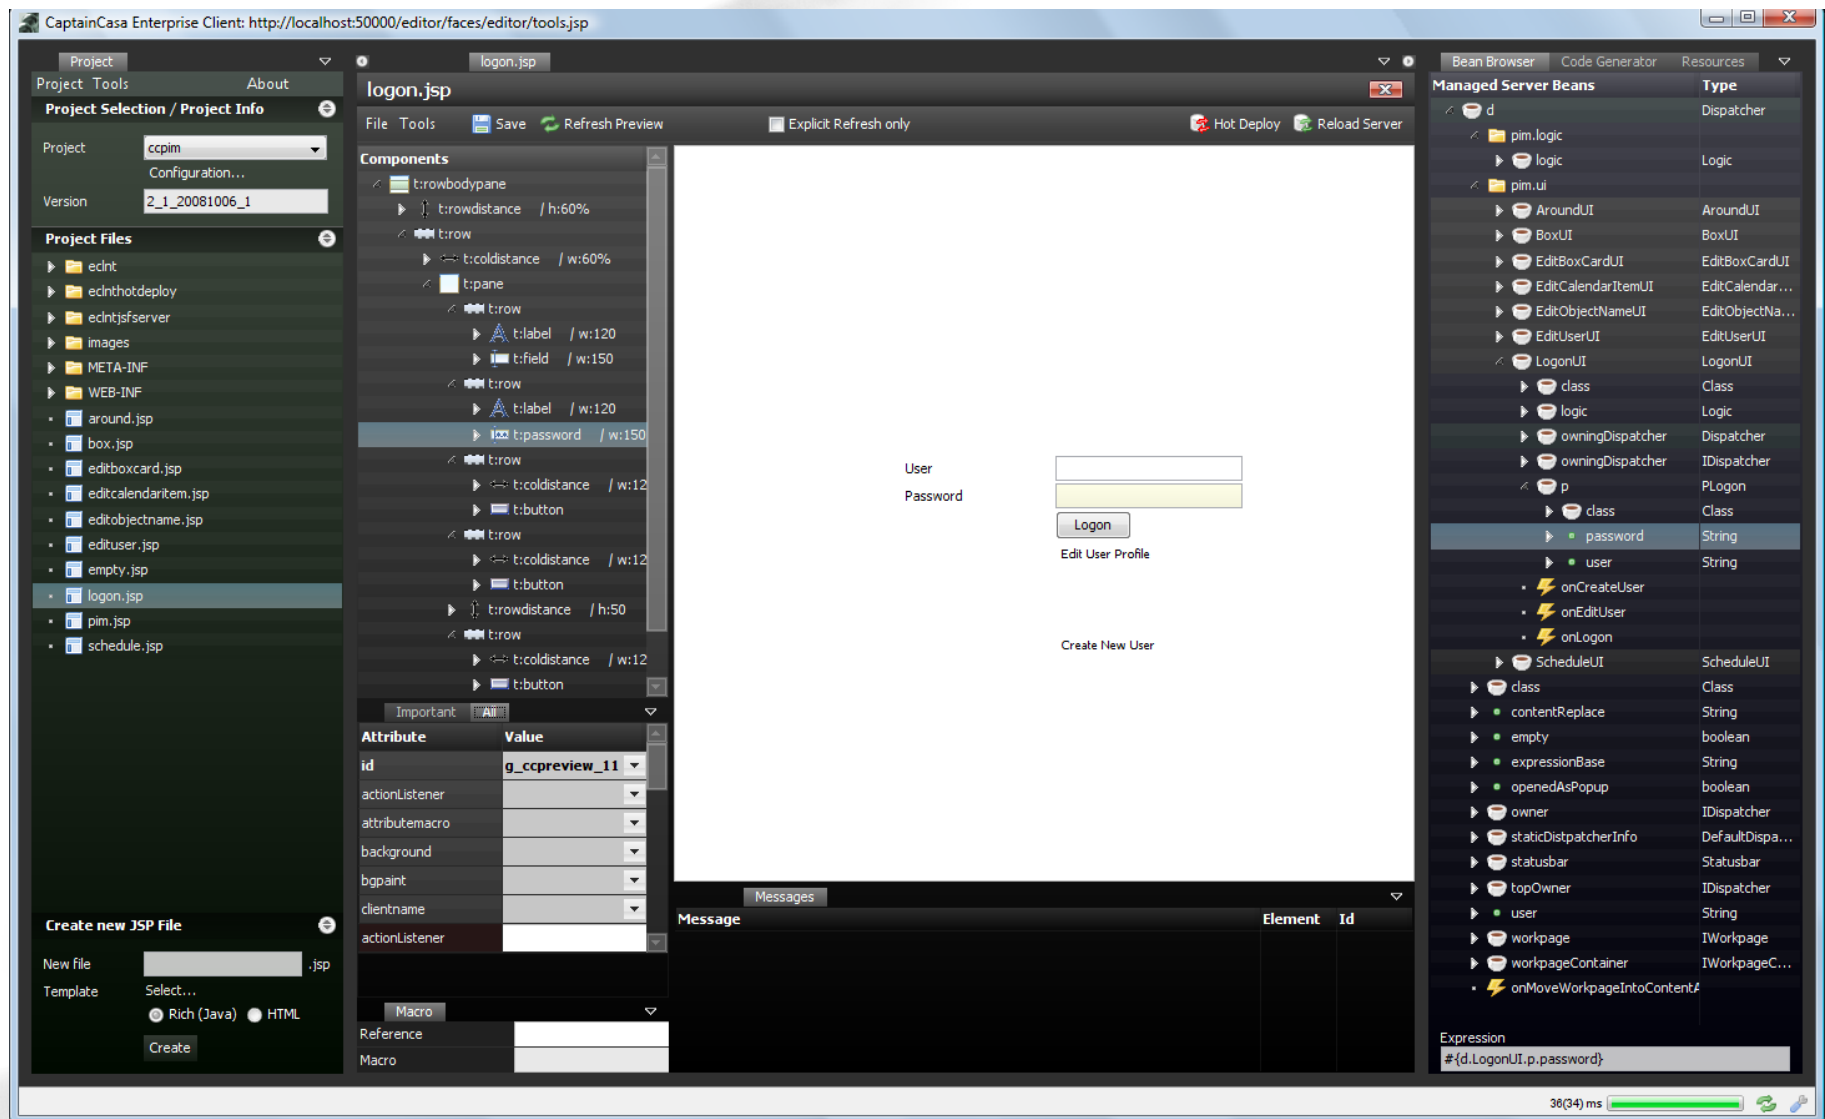 CaptainCasa Enterprise Client: http://localhost:50000/editor/faces/editor/tools.jsp
Project
Project Tools About
Project Selection / Project Info
Project ccpim
Configuration...
Version 2_1_20081006_1
Project Files
eclnt
eclnthotdeploy
eclntjsfserver
images
META-INF
WEB-INF
around.jsp
box.jsp
editboxcard.jsp
editcalendaritem.jsp
editobjectname.jsp
edituser.jsp
empty.jsp
logon.jsp
pim.jsp
schedule.jsp
Create new JSP File
New file .jsp
Template Select...
Rich (Java) HTML
Create
logon.jsp
logon.jsp
File Tools Save Refresh Preview Explicit Refresh only Hot Deploy Reload Server
Components
t:rowbodypane
t:rowdistance / h:60%
t:row
t:coldistance / w:60%
t:pane
t:row
t:label / w:120
t:field / w:150
t:row
t:label / w:120
t:password / w:150
t:row
t:coldistance / w:12
t:button
t:row
t:coldistance / w:12
t:button
t:rowdistance / h:50
t:row
t:coldistance / w:12
t:button
Important All
Attribute Value
id g_ccpreview_11
actionListener
attributemacro
background
bgpaint
clientname
actionListener
Macro
Reference
Macro
User
Password
Logon
Edit User Profile
Create New User
Messages
Message Element Id
Bean Browser Code Generator Resources
Managed Server Beans Type
d Dispatcher
pim.logic
logic Logic
pim.ui
AroundUI AroundUI
BoxUI BoxUI
EditBoxCardUI EditBoxCardUI
EditCalendarItemUI EditCalendar...
EditObjectNameUI EditObjectNa...
EditUserUI EditUserUI
LogonUI LogonUI
class Class
logic Logic
owningDispatcher Dispatcher
owningDispatcher IDispatcher
p PLogon
class Class
password String
user String
onCreateUser
onEditUser
onLogon
ScheduleUI ScheduleUI
class Class
contentReplace String
empty boolean
expressionBase String
openedAsPopup boolean
owner IDispatcher
staticDistpatcherInfo DefaultDispa...
statusbar Statusbar
topOwner IDispatcher
user String
workpage IWorkpage
workpageContainer IWorkpageC...
onMoveWorkpageIntoContentA
Expression
#{d.LogonUI.p.password}
36(34) ms